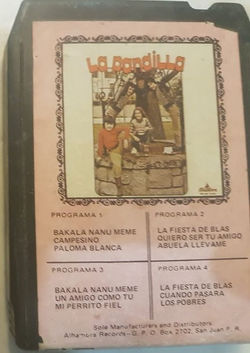 La Pandilla
PROGRAMA 1
BAKALA NANU MEME
CAMPESINO
PALOMA BLANCA
PROGRAMA 2
LA FIESTA DE BLAS
QUIERO SER TU AMIGO
ABUELA LLEVAME
PROGRAMA 3
BAKALA NANU MEME
UN AMIGO COMO TU
MI PERRITO FIEL
PROGRAMA 4
LA FIESTA DE BLAS
CUANDO PASARA
LOS POBRES
Sole Manufacturers and Distributors:
Alhambra Records - G. P. O. Box 2702, San Juan P. R.